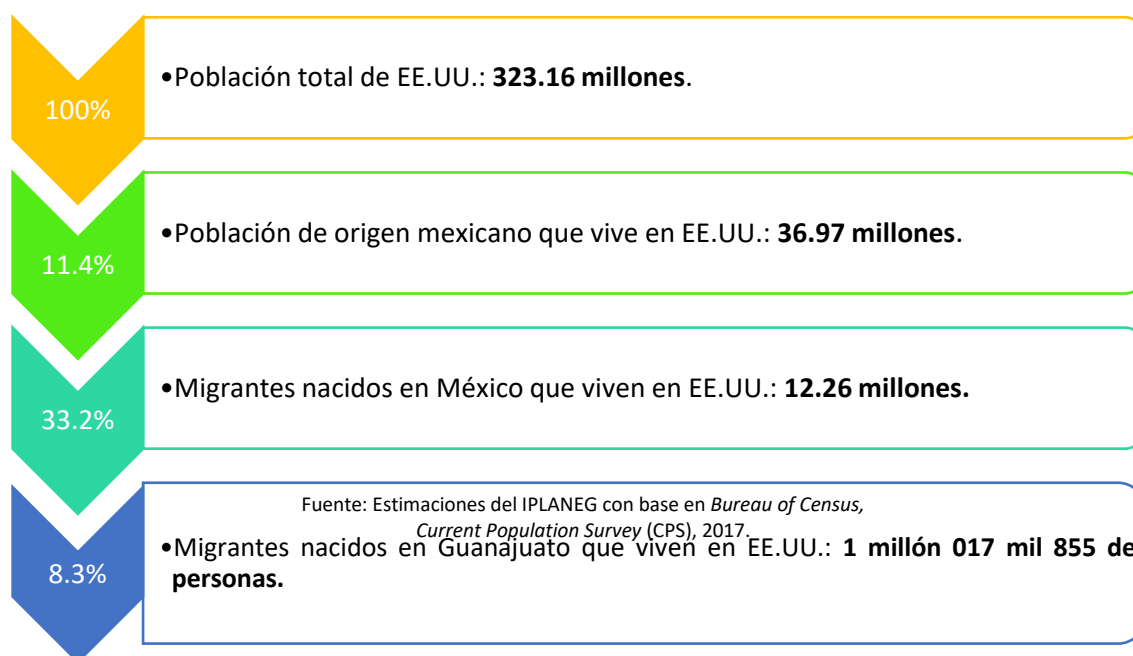 100%
•Población total de EE.UU.: 323.16 millones.
11.4%
•Población de origen mexicano que vive en EE.UU.: 36.97 millones.
33.2%
•Migrantes nacidos en México que viven en EE.UU.: 12.26 millones.
8.3%
Fuente: Estimaciones del IPLANEG con base en Bureau of Census,
Current Population Survey (CPS), 2017.
•Migrantes nacidos en Guanajuato que viven en EE.UU.: 1 millón 017 mil 855 de
personas.